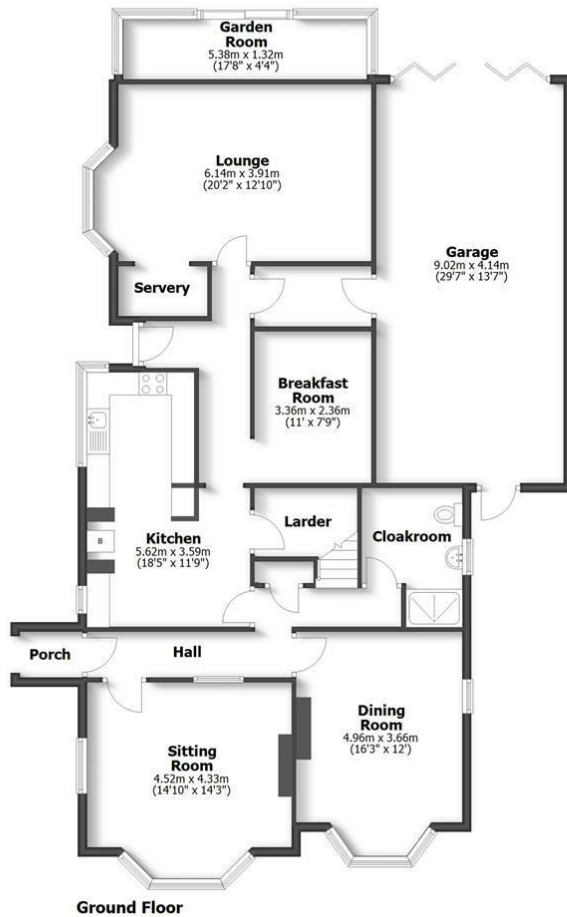 Garden
Room
5.38m x 1.32m
(17'8" x 4'4")
Lounge
6.14m x 3.91m
(20'2" x 12'10")
Garage
9.02m x 4.14m
(29'7" x 13'7")
Servery
Breakfast
Room
3.36m x 2.36m
(11' x 7'9")
Larder
Cloakroom
Kitchen
5.62m x 3.59m
(18'5" x 11'9")
B
Porch
Hall
Dining
Room
4.96m x 3.66m
(16'3" x 12')
Sitting
Room
4.52m x 4.33m
(14'10" x 14'3")
Ground Floor